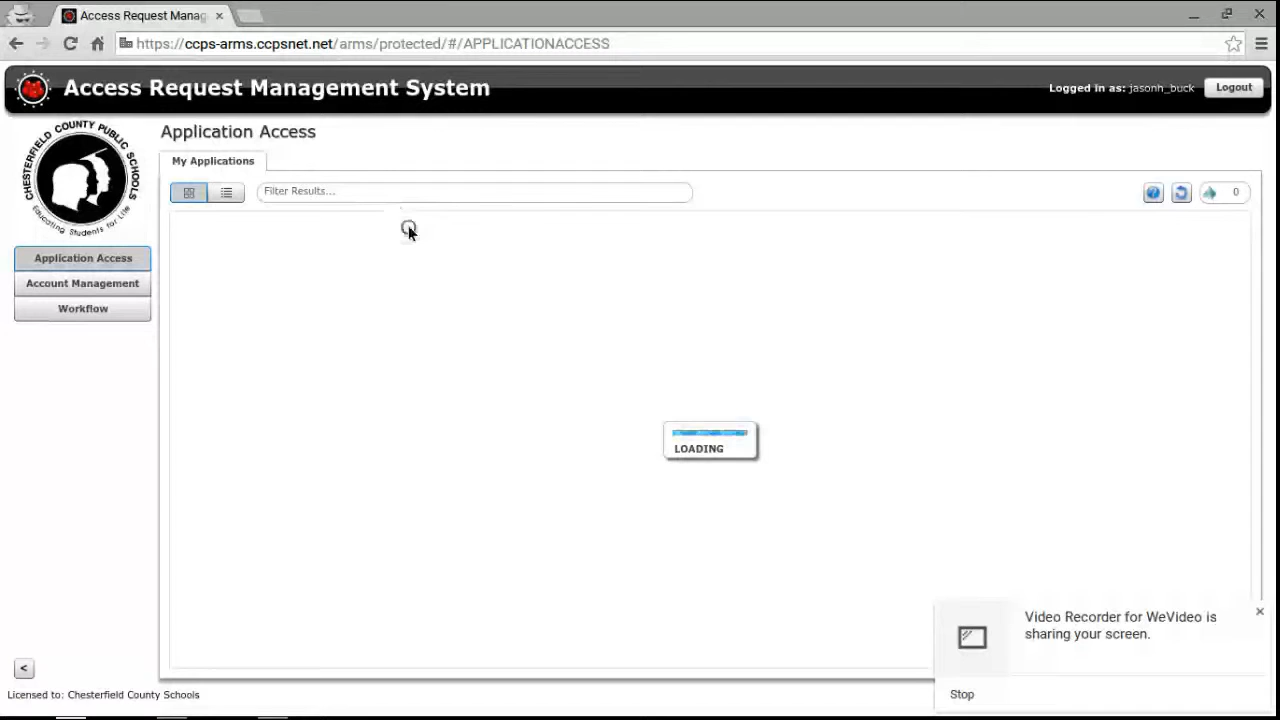 Access Request Manag
https://ccps-arms.ccpsnet.net/arms/protected/#/APPLICATIONACCESS
Access Request Management System
Logged in as: jasonh_buck
Logout
CHESTERFIELD COUNTY PUBLIC SCHOOLS
Educating Students for Life
Application Access
My Applications
Filter Results...
0
Application Access
Account Management
Workflow
LOADING
Video Recorder for WeVideo is
sharing your screen.
Stop
<
Licensed to: Chesterfield County Schools